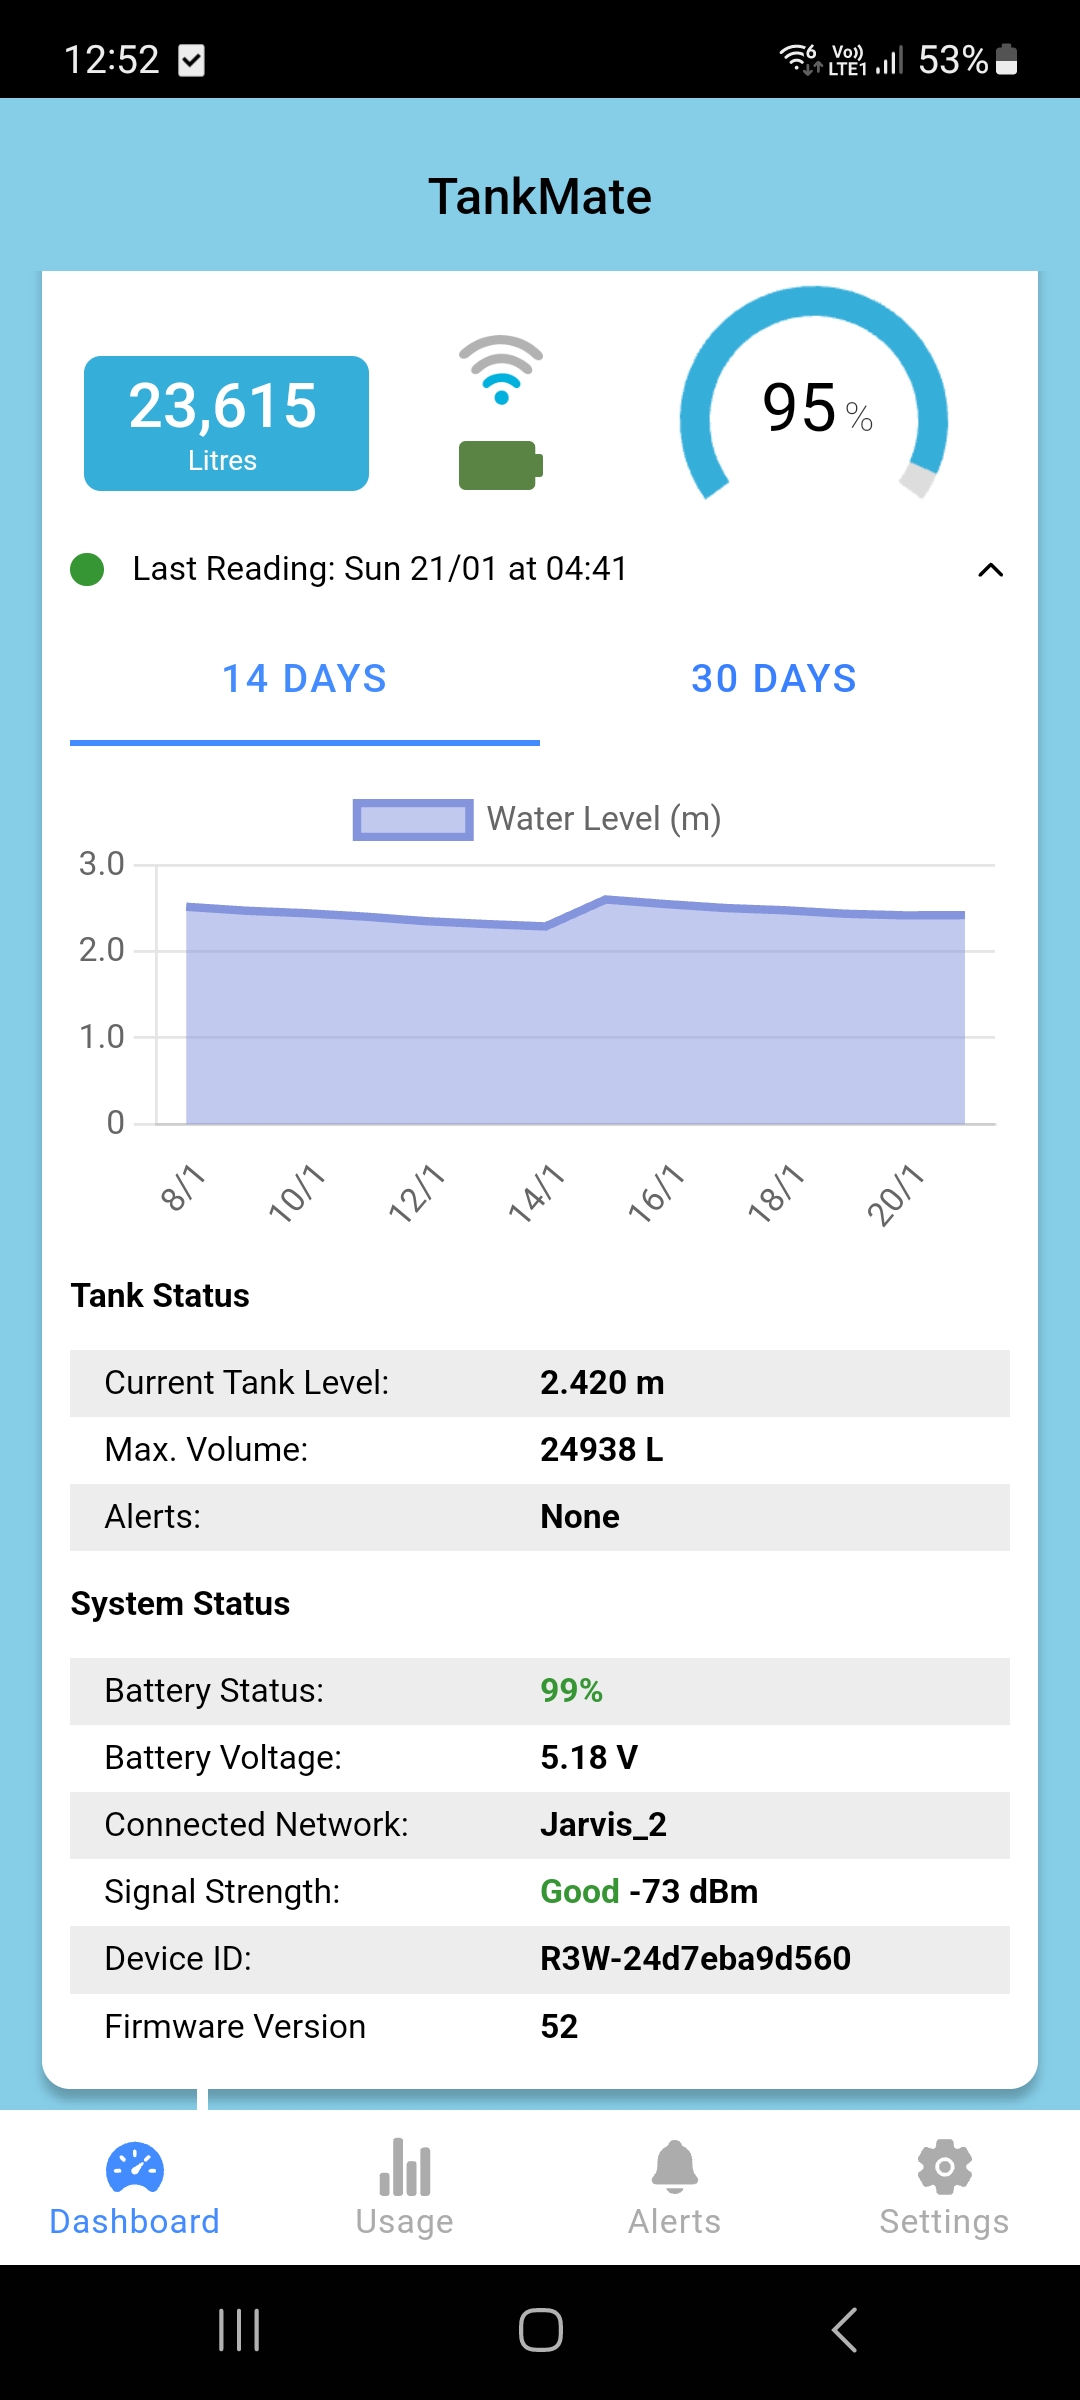 12:52 6 Vo)) LTE1 53%
TankMate
23,615
Litres
95 %
Last Reading: Sun 21/01 at 04:41
14 DAYS 30 DAYS
Water Level (m)
3.0
2.0
1.0
0
8/1 10/1 12/1 14/1 16/1 18/1 20/1
Tank Status
Current Tank Level: 2.420 m
Max. Volume: 24938 L
Alerts: None
System Status
Battery Status: 99%
Battery Voltage: 5.18 V
Connected Network: Jarvis_2
Signal Strength: Good -73 dBm
Device ID: R3W-24d7eba9d560
Firmware Version 52
Dashboard Usage Alerts Settings